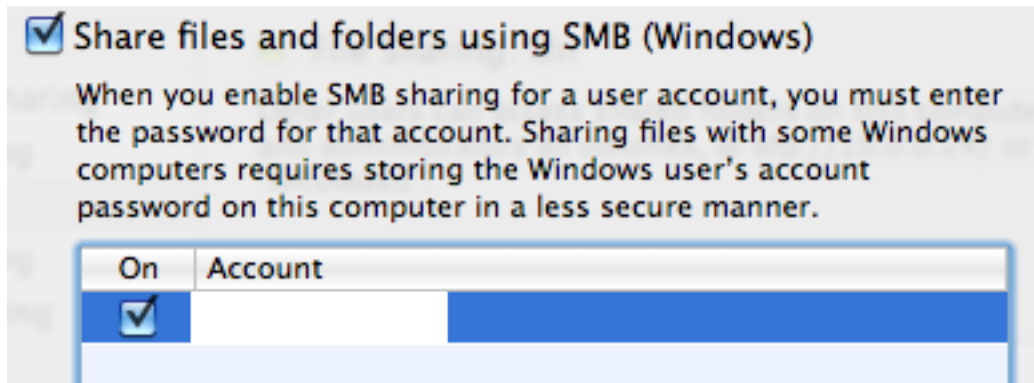 Share files and folders using SMB (Windows)
When you enable SMB sharing for a user account, you must enter
the password for that account. Sharing files with some Windows
computers requires storing the Windows user's account
password on this computer in a less secure manner.
On Account